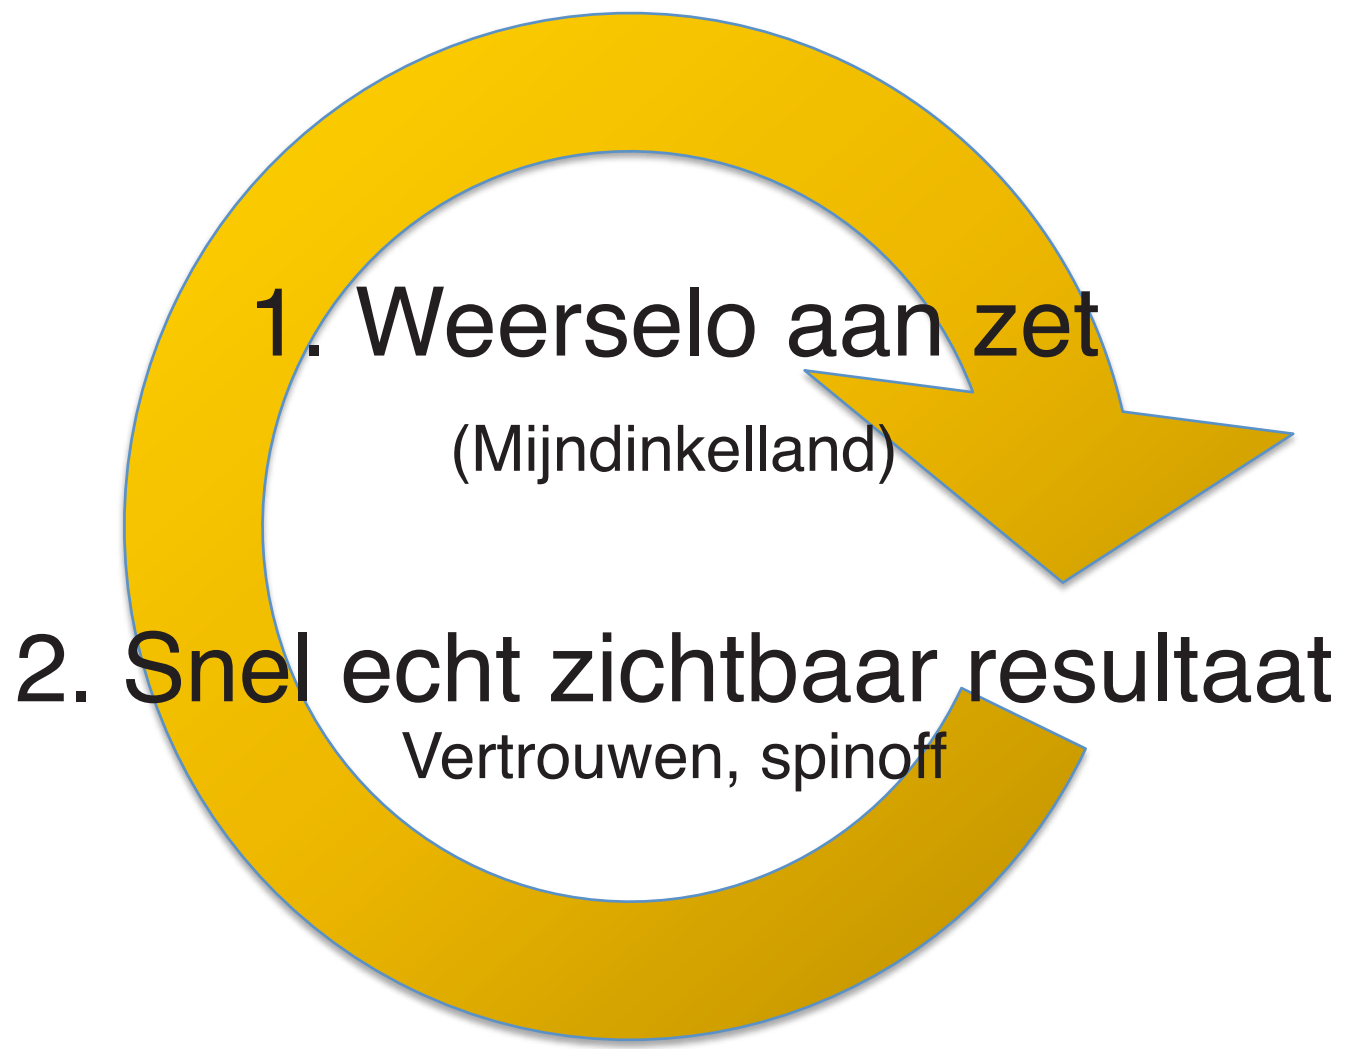 1. Weerselo aan zet
(Mijndinkelland)
2. Snel echt zichtbaar resultaat
Vertrouwen, spinoff